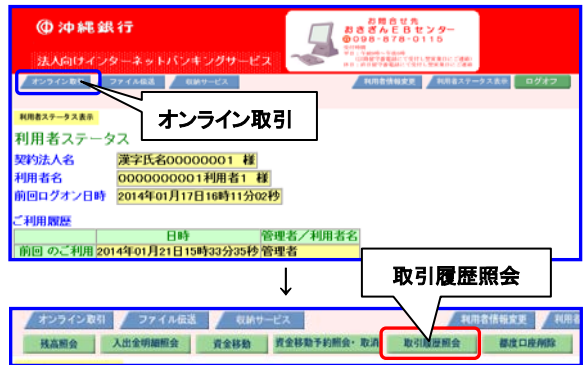 沖縄銀行
法人向けインターネットバンキングサービス
お問合せ先
おきぎんEBセンター
098-878-0115
オンライン取引
ファイル伝送
収納サービス
利用者情報変更
利用者ステータス表示
ログオフ
オンライン取引
利用者ステータス表示
利用者ステータス
契約法人名 漢字氏名00000001 様
利用者名 0000000001利用者1 様
前回ログオン日時 2014年01月17日16時11分02秒
ご利用履歴
日時 管理者／利用者名
前回 のご利用 2014年01月21日15時33分35秒 管理者
↓
取引履歴照会
オンライン取引
ファイル伝送
収納サービス
利用者情報変更
利用者
残高照会
入出金明細照会
資金移動
資金移動予約照会・取消
取引履歴照会
都度口座削除